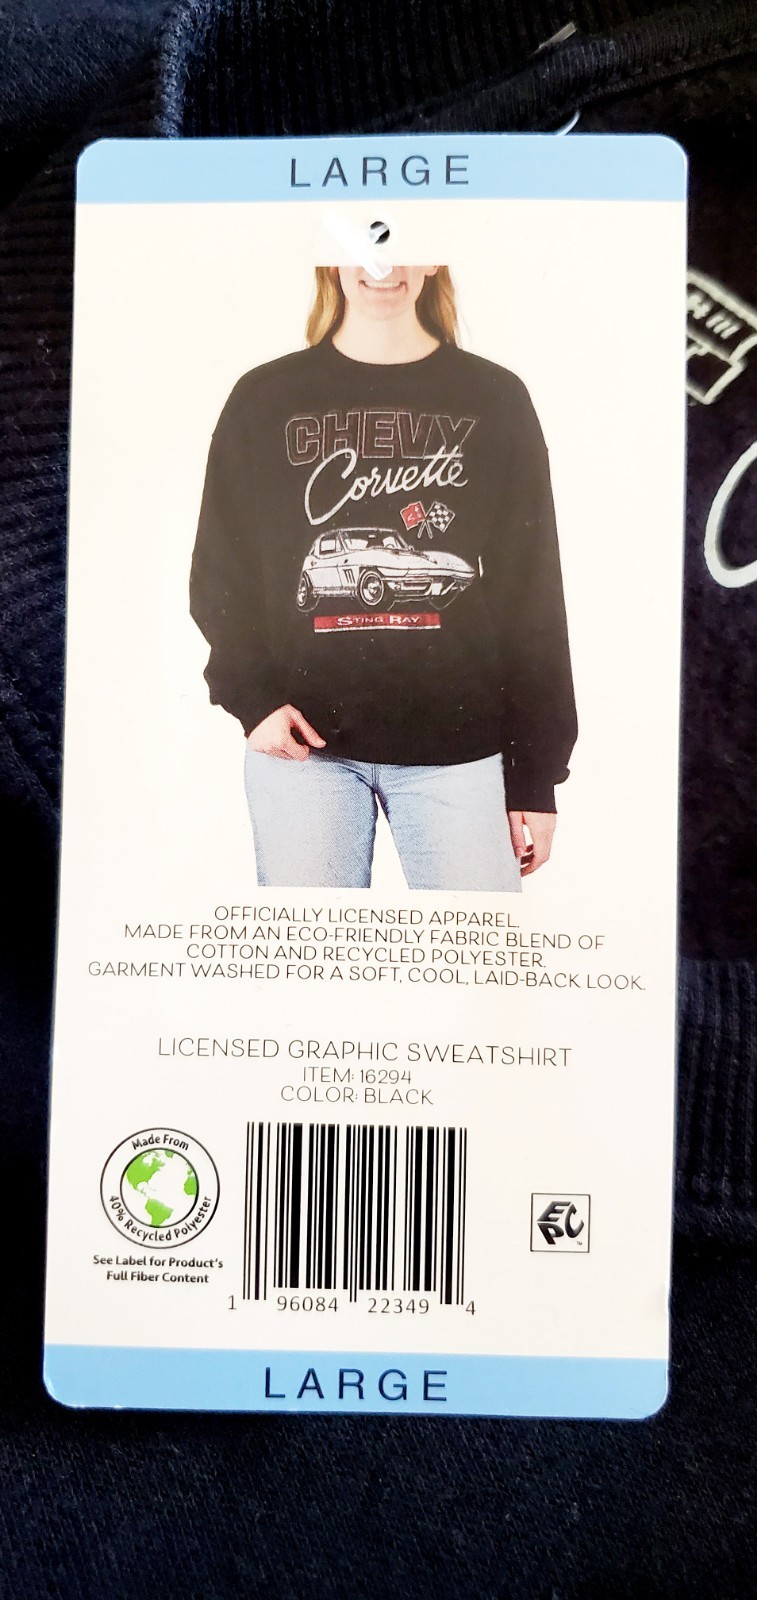 LARGE
CHEVY
Corvette
STING RAY
OFFICIALLY LICENSED APPAREL.
MADE FROM AN ECO-FRIENDLY FABRIC BLEND OF
COTTON AND RECYCLED POLYESTER.
GARMENT WASHED FOR A SOFT, COOL, LAID-BACK LOOK.
LICENSED GRAPHIC SWEATSHIRT
ITEM: 16294
COLOR: BLACK
Made From
40% Recycled Polyester
See Label for Product's
Full Fiber Content
EPC™
1 96084 22349 4
LARGE